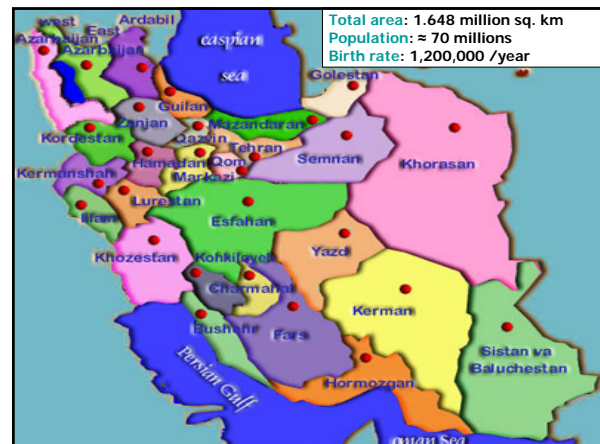 Total area: 1.648 million sq. km
Population: ≈ 70 millions
Birth rate: 1,200,000 /year
west
Azarbaijan
East
Azarbaijan
Ardabil
caspian
sea
Golestan
Guilan
Zanjan
Mazandaran
Kordestan
Qazvin
Tehran
Hamadan
Qom
Semnan
Khorasan
Markazi
Kermanshah
Lurestan
Ilam
Esfahan
Khozestan
Kohkiloyeh
Yazd
Charmahal
Kerman
Bushehr
Fars
Sistan va
Baluchestan
Persian Gulf
Hormozgan
oman Sea